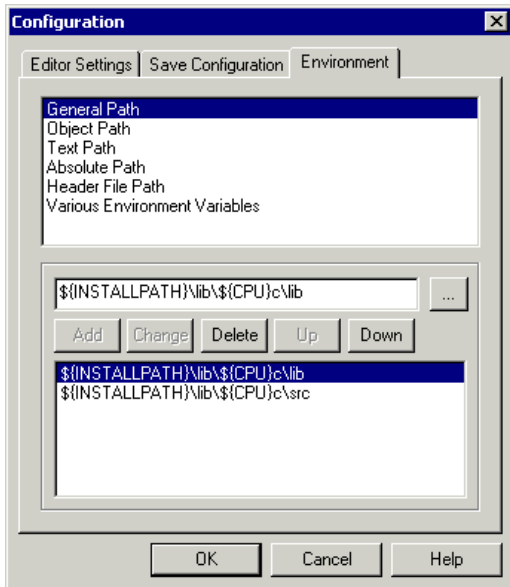 Configuration
Editor Settings Save Configuration Environment
General Path
Object Path
Text Path
Absolute Path
Header File Path
Various Environment Variables
${INSTALLPATH}\lib\${CPU}c\lib ...
Add Change Delete Up Down
${INSTALLPATH}\lib\${CPU}c\lib
${INSTALLPATH}\lib\${CPU}c\src
OK Cancel Help